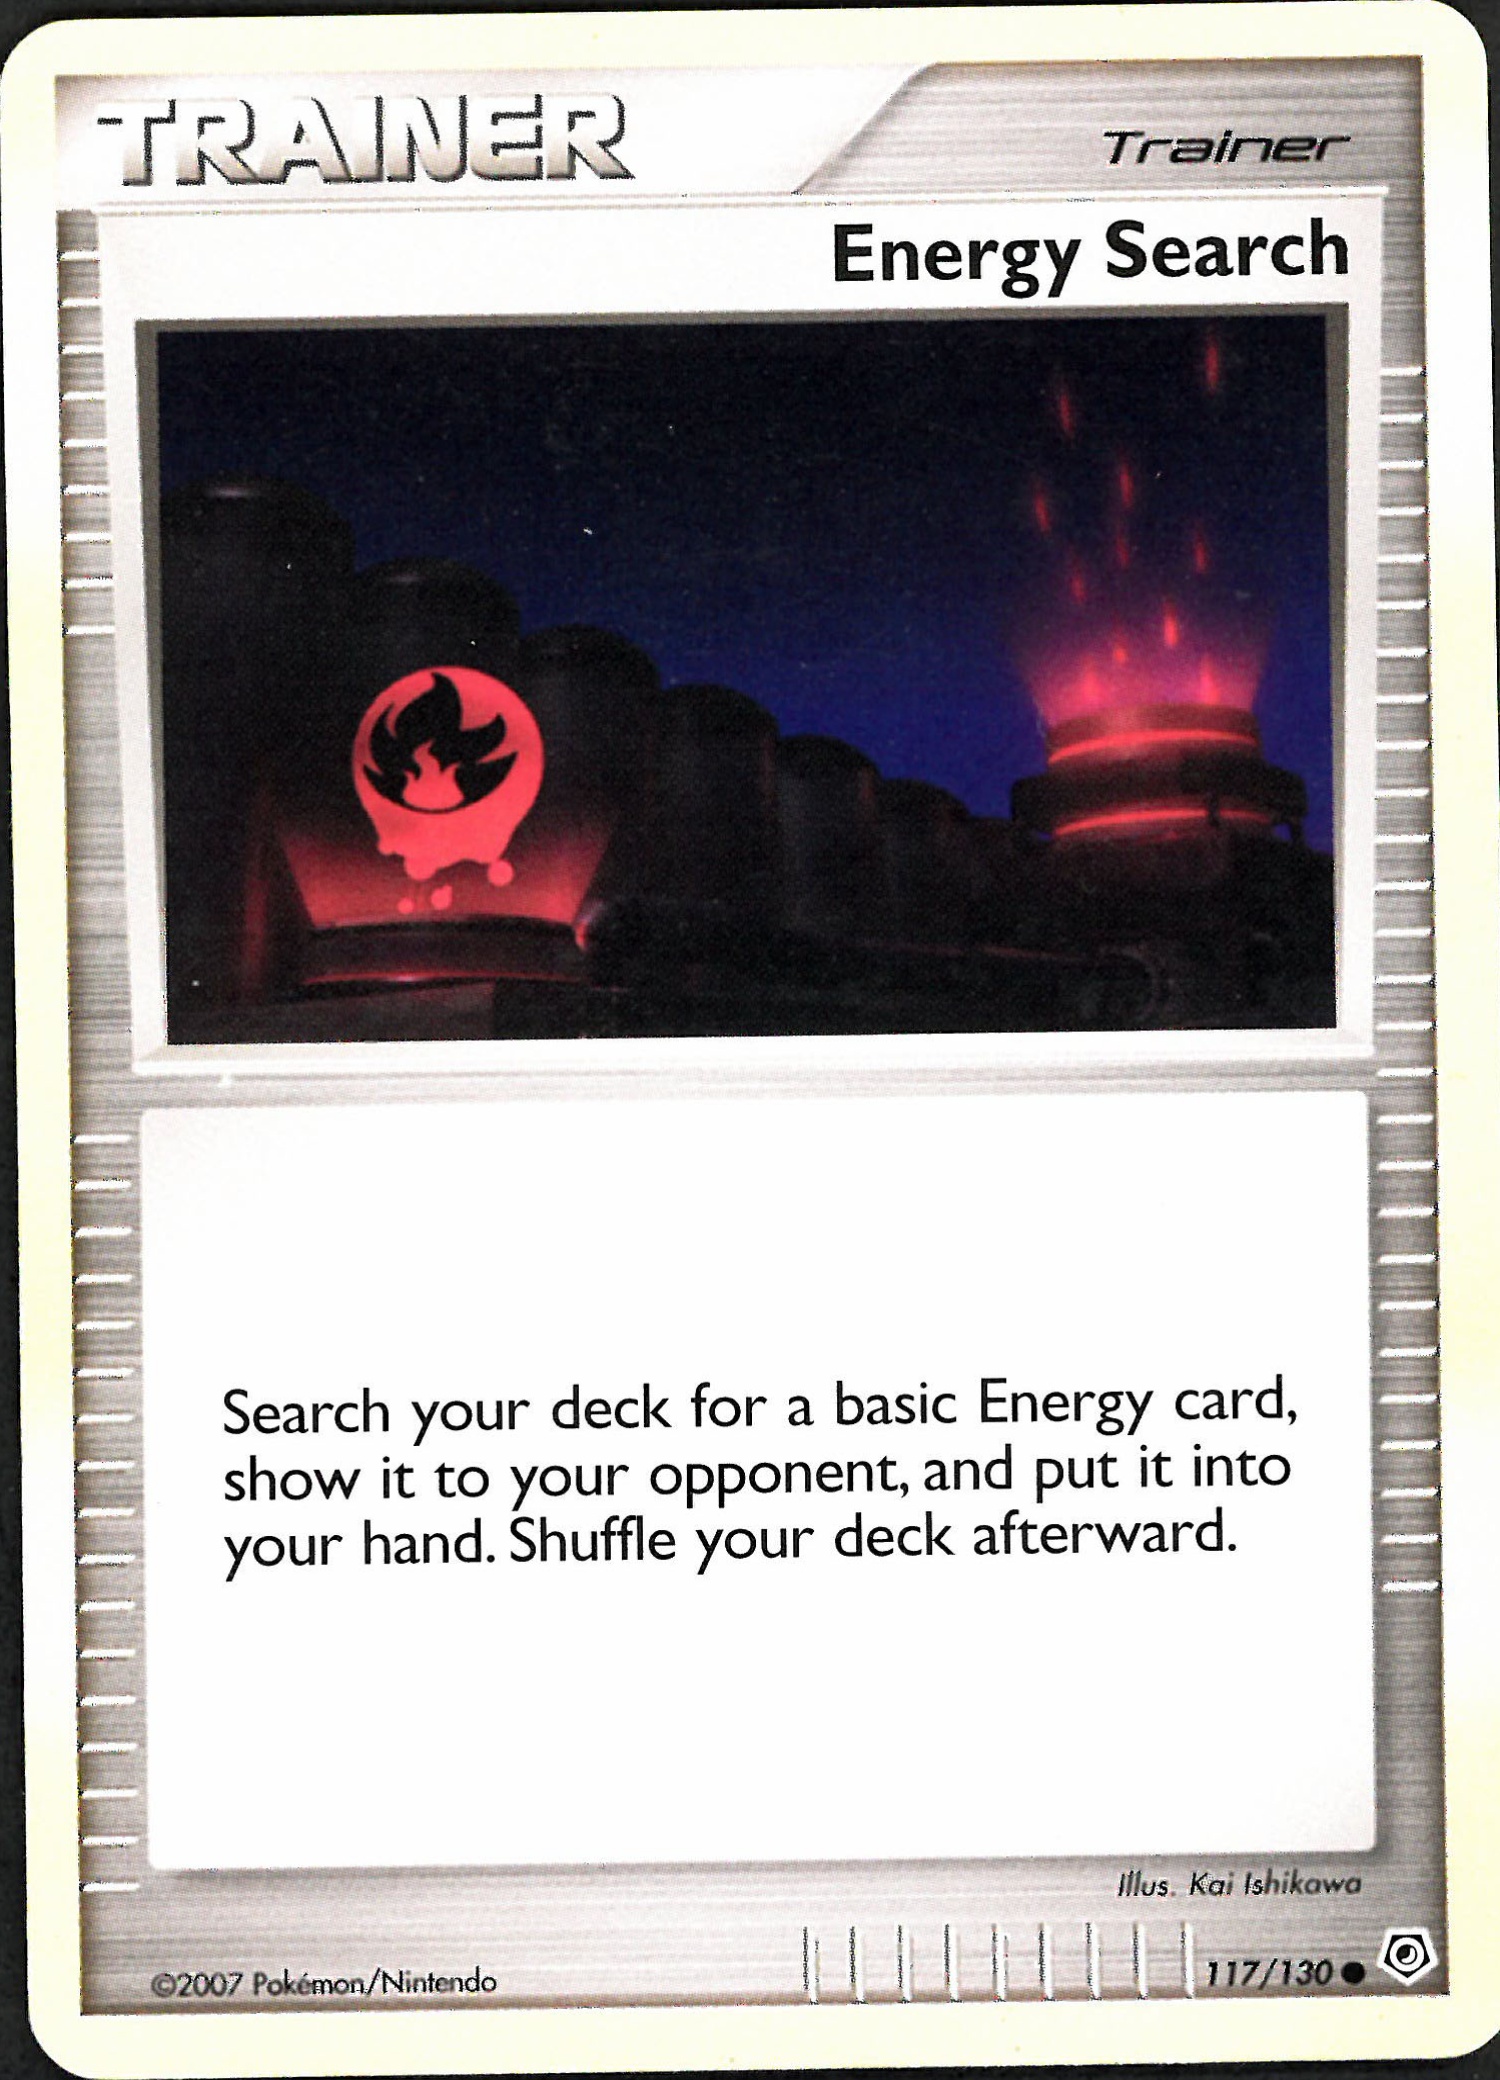 TRAINER
Trainer
Energy Search
Search your deck for a basic Energy card,
show it to your opponent, and put it into
your hand. Shuffle your deck afterward.
Illus. Kai Ishikawa
©2007 Pokémon/Nintendo
117/130